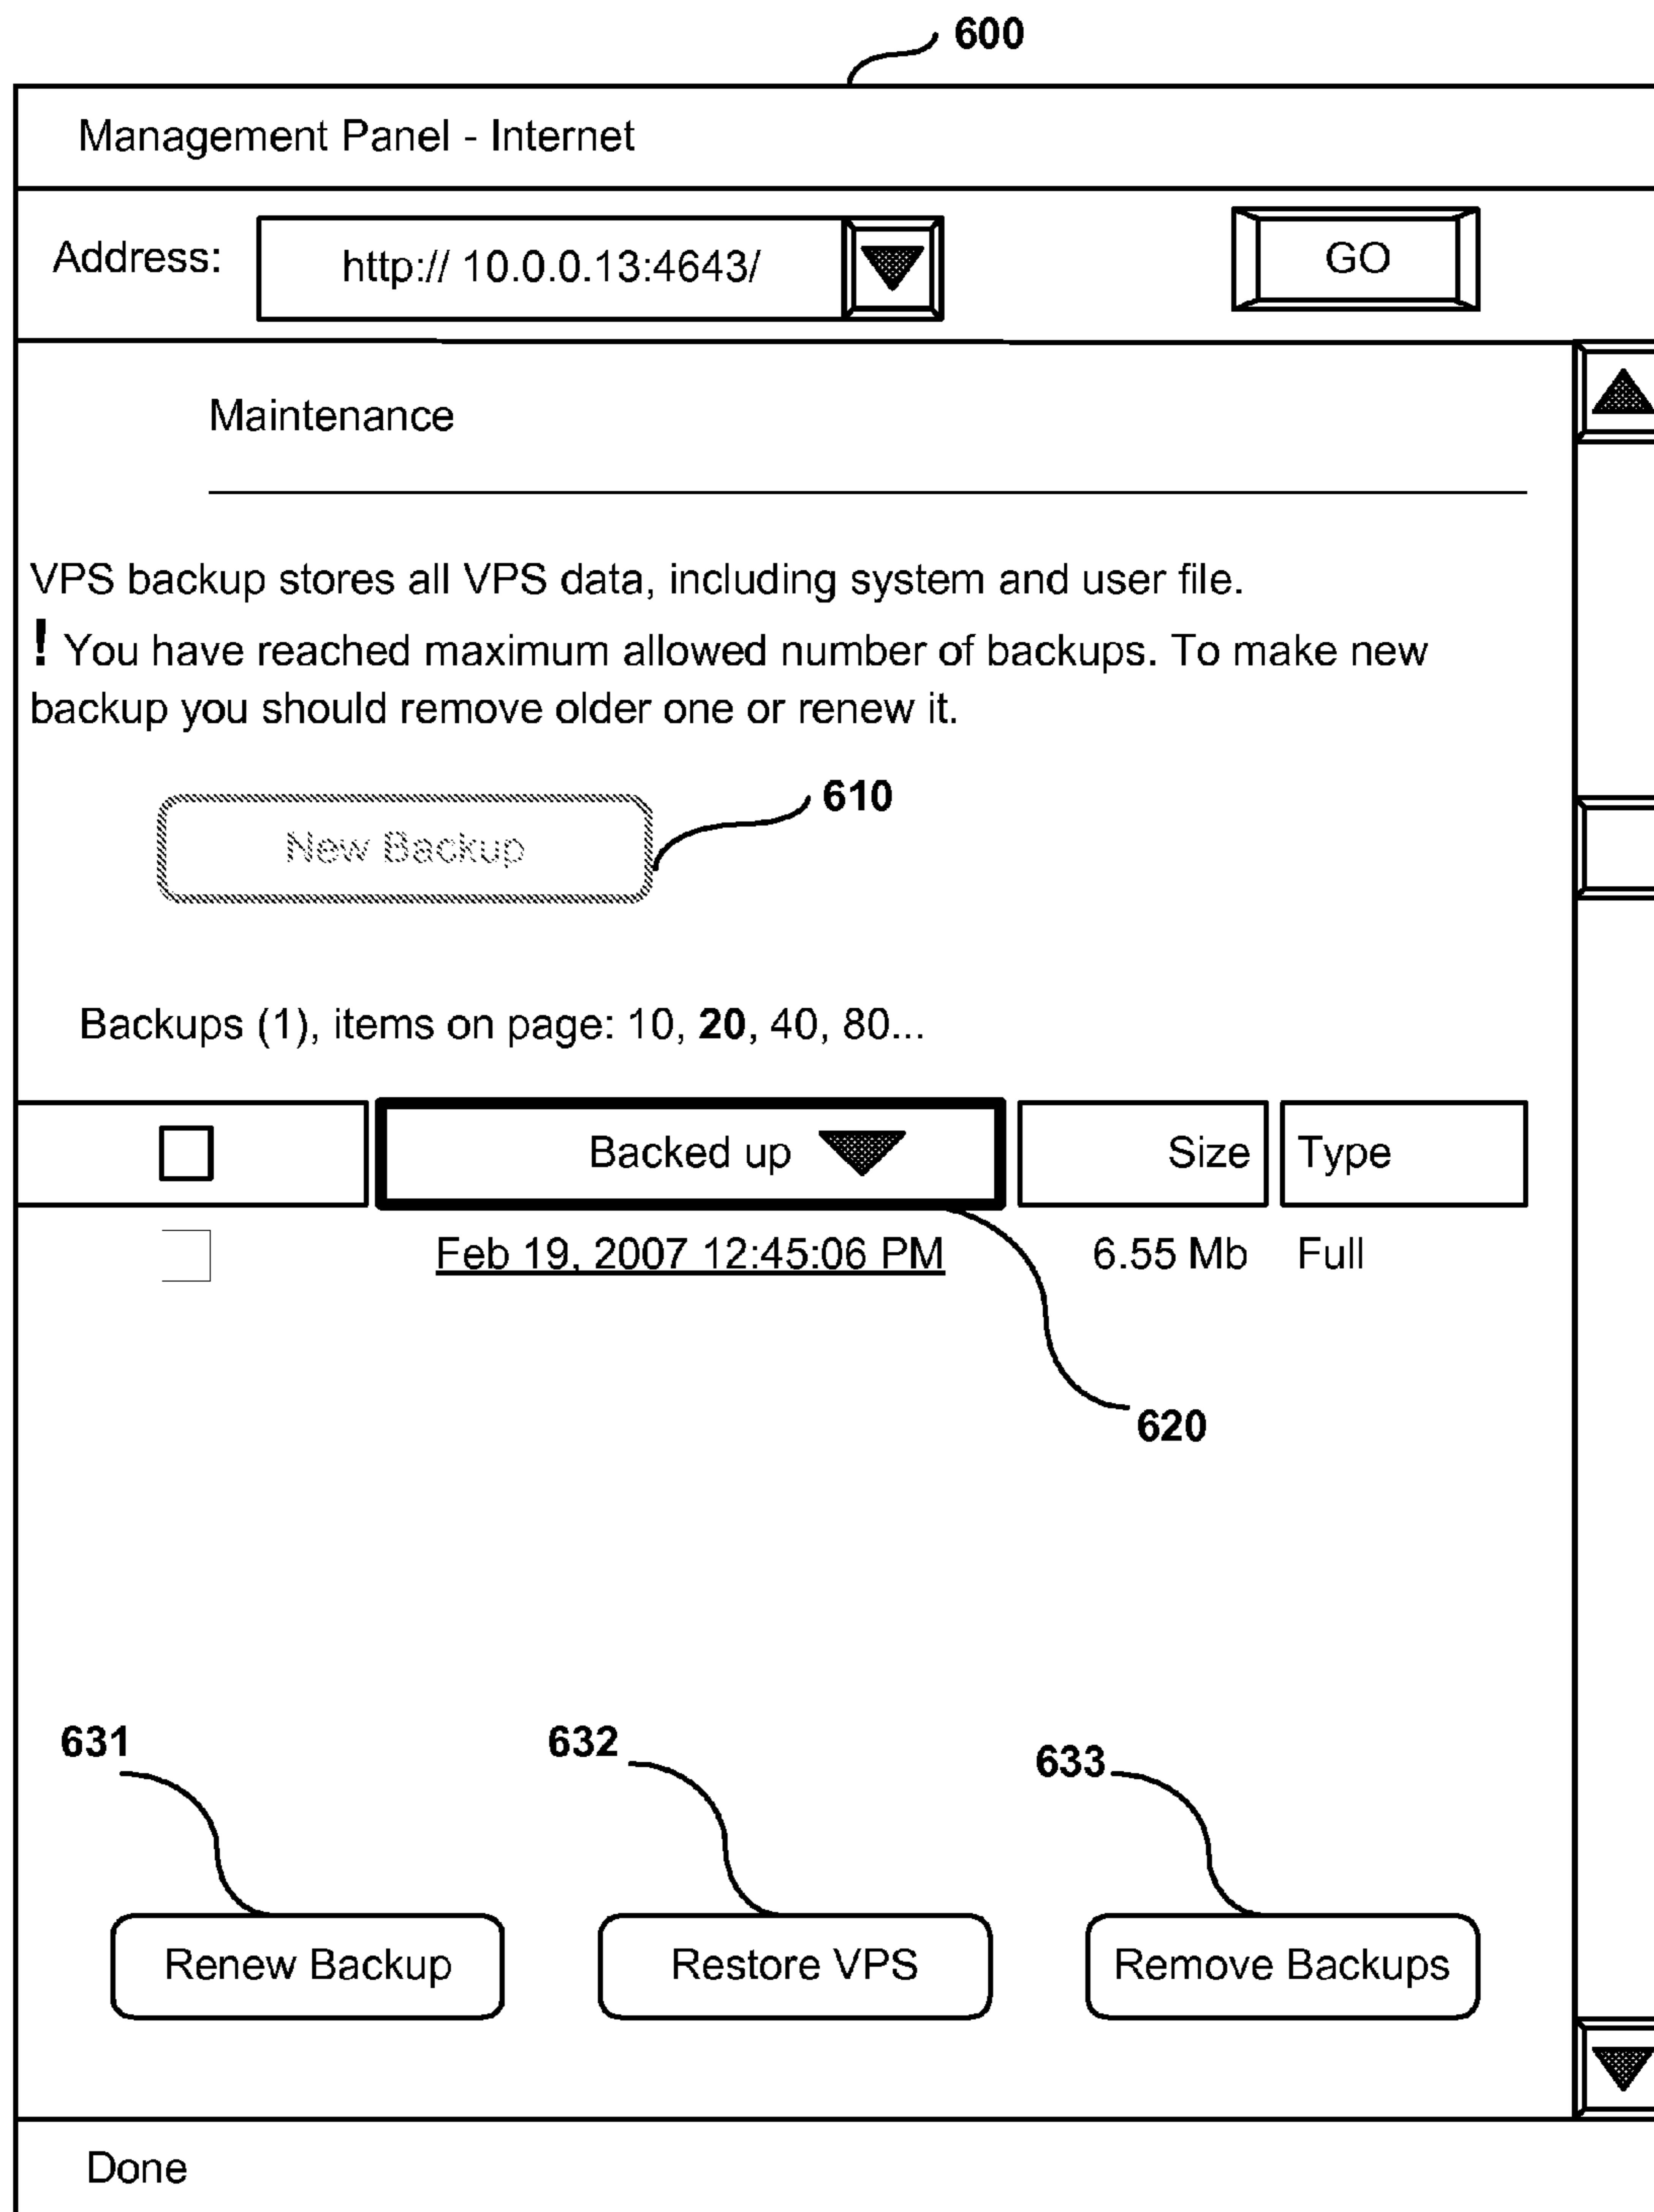 600
Management Panel - Internet
Address: http:// 10.0.0.13:4643/ GO
Maintenance
VPS backup stores all VPS data, including system and user file.
! You have reached maximum allowed number of backups. To make new
backup you should remove older one or renew it.
610
New Backup
Backups (1), items on page: 10, 20, 40, 80...
Backed up Size Type
Feb 19, 2007 12:45:06 PM 6.55 Mb Full
620
631 632 633
Renew Backup Restore VPS Remove Backups
Done